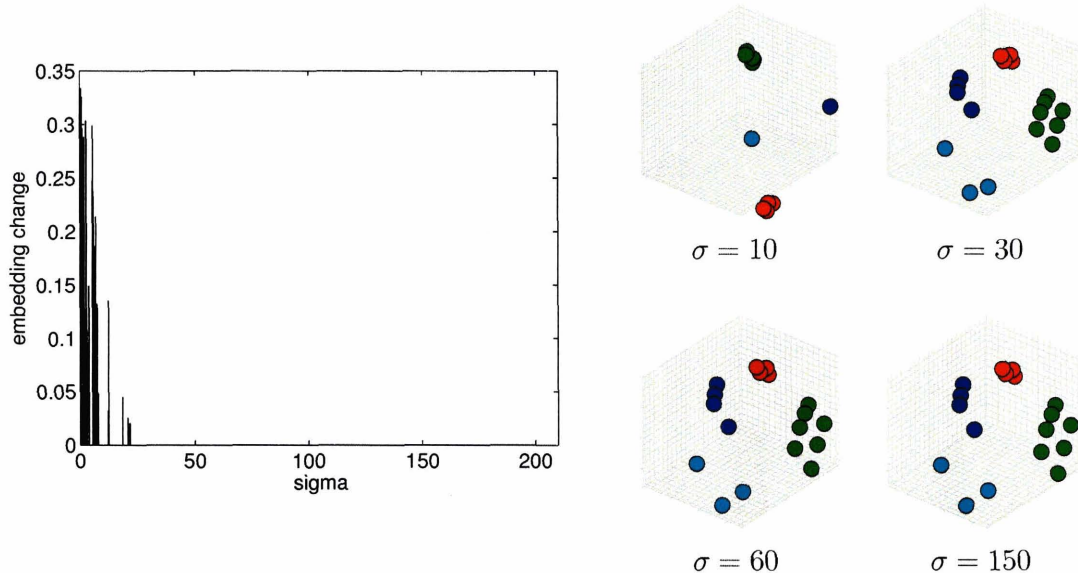 0.35
0.3
0.25
0.2
0.15
0.1
0.05
0
embedding change
0 50 100 150 200
sigma
σ = 10
σ = 30
σ = 60
σ = 150